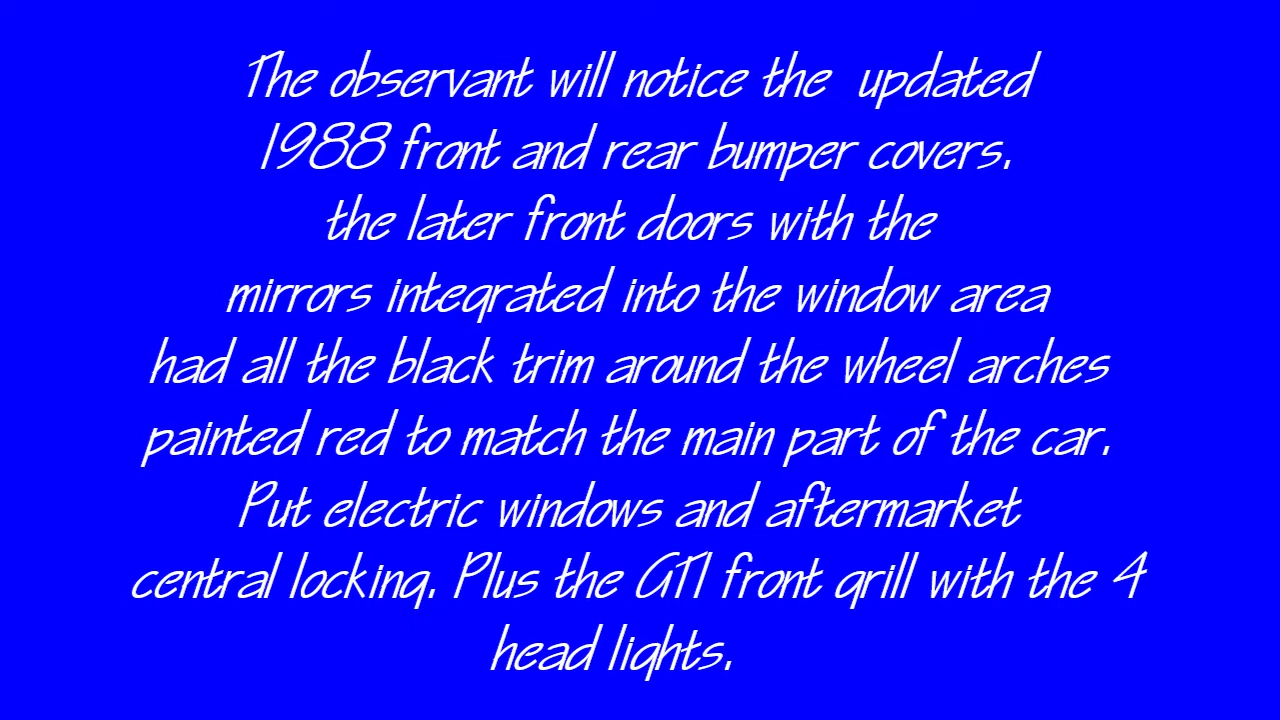 The observant will notice the  updated
1988 front and rear bumper covers.
the later front doors with the
mirrors integrated into the window area
had all the black trim around the wheel arches
painted red to match the main part of the car.
Put electric windows and aftermarket
central locking. Plus the GTI front grill with the 4
head lights.